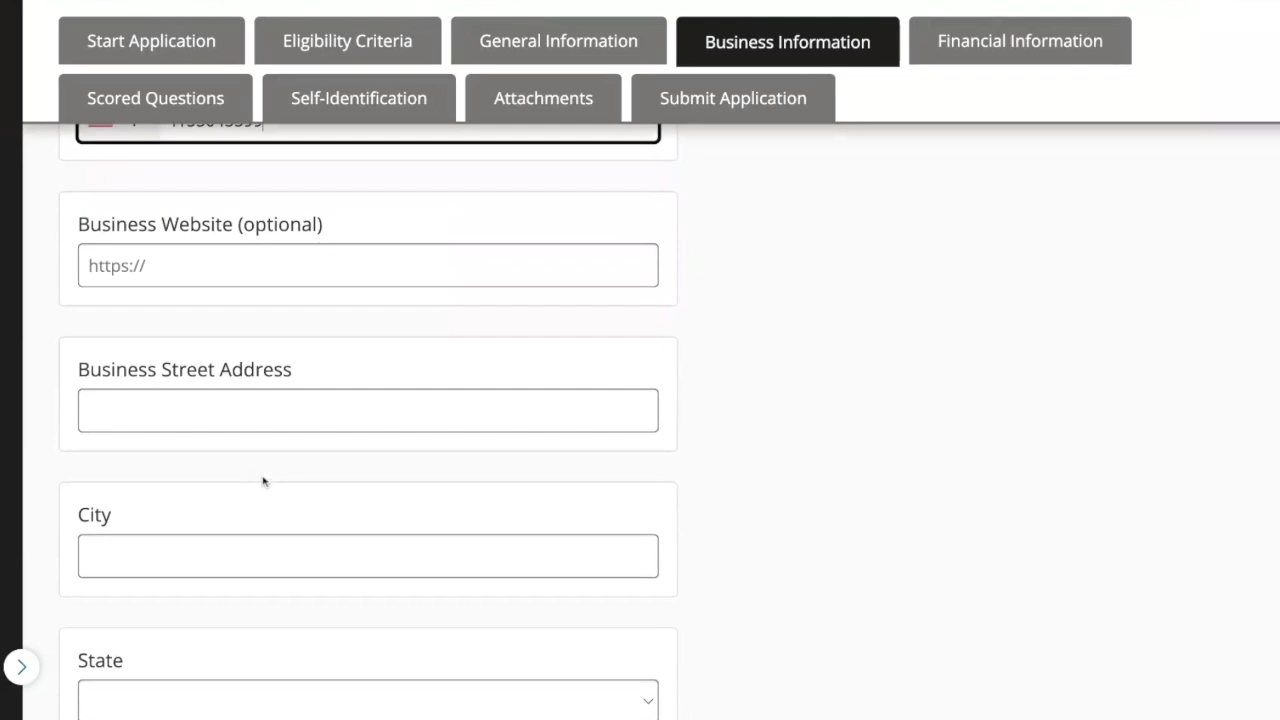 Start Application
Eligibility Criteria
General Information
Business Information
Financial Information
Scored Questions
Self-Identification
Attachments
Submit Application
Business Website (optional)
https://
Business Street Address
City
State